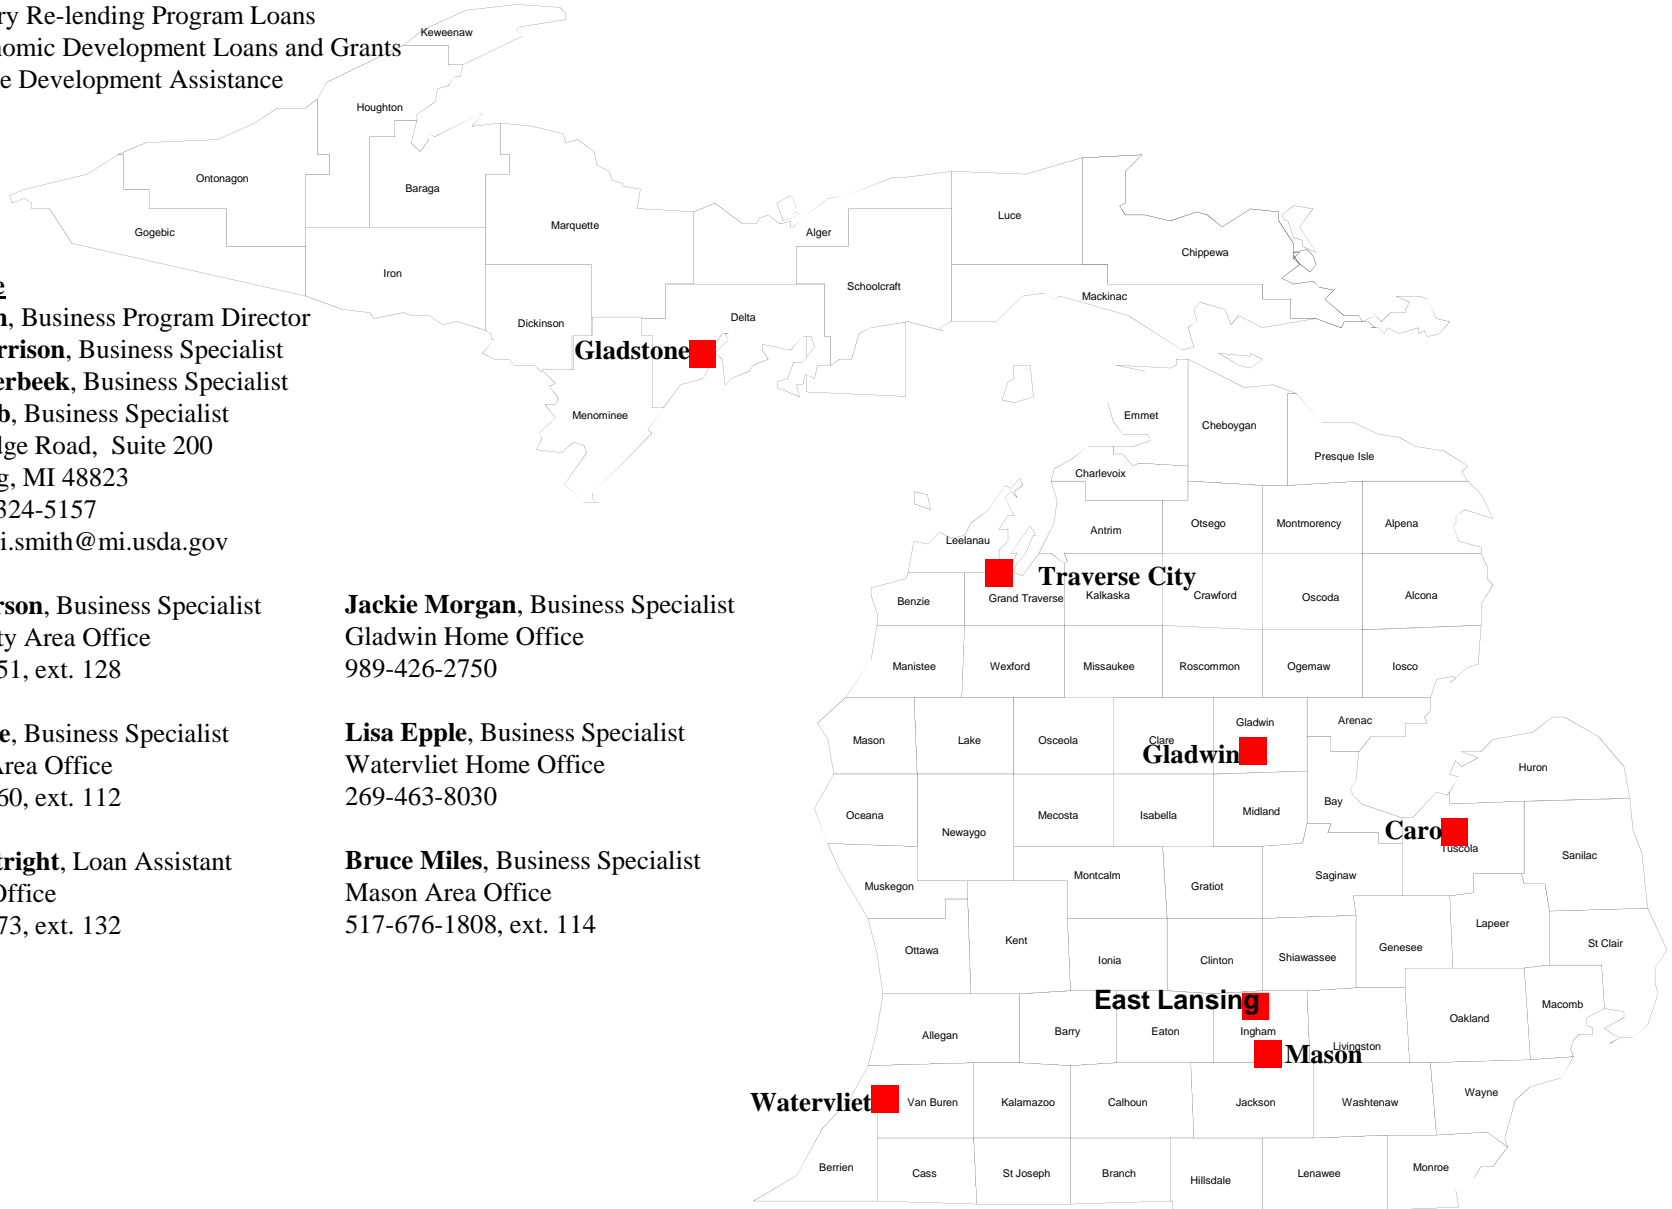 ry Re-lending Program Loans
nomic Development Loans and Grants
e Development Assistance
e
n, Business Program Director
rrison, Business Specialist
erbeek, Business Specialist
b, Business Specialist
dge Road, Suite 200
g, MI 48823
324-5157
i.smith@mi.usda.gov
rson, Business Specialist
ty Area Office
51, ext. 128
e, Business Specialist
Area Office
60, ext. 112
tright, Loan Assistant
Office
73, ext. 132
Jackie Morgan, Business Specialist
Gladwin Home Office
989-426-2750
Lisa Epple, Business Specialist
Watervliet Home Office
269-463-8030
Bruce Miles, Business Specialist
Mason Area Office
517-676-1808, ext. 114
Keweenaw
Houghton
Ontonagon
Baraga
Gogebic
Marquette
Alger
Luce
Chippewa
Iron
Schoolcraft
Mackinac
Dickinson
Delta
Gladstone
Menominee
Emmet
Cheboygan
Presque Isle
Charlevoix
Antrim
Otsego
Montmorency
Alpena
Leelanau
Traverse City
Benzie
Grand Traverse
Kalkaska
Crawford
Oscoda
Alcona
Manistee
Wexford
Missaukee
Roscommon
Ogemaw
Iosco
Mason
Lake
Osceola
Clare
Gladwin
Arenac
Gladwin
Huron
Oceana
Newaygo
Mecosta
Isabella
Midland
Bay
Caro
Tuscola
Sanilac
Muskegon
Montcalm
Gratiot
Saginaw
Lapeer
Ottawa
Kent
Ionia
Clinton
Shiawassee
Genesee
St Clair
East Lansing
Allegan
Barry
Eaton
Ingham
Livingston
Oakland
Macomb
Mason
Watervliet
Van Buren
Kalamazoo
Calhoun
Jackson
Washtenaw
Wayne
Berrien
Cass
St Joseph
Branch
Hillsdale
Lenawee
Monroe